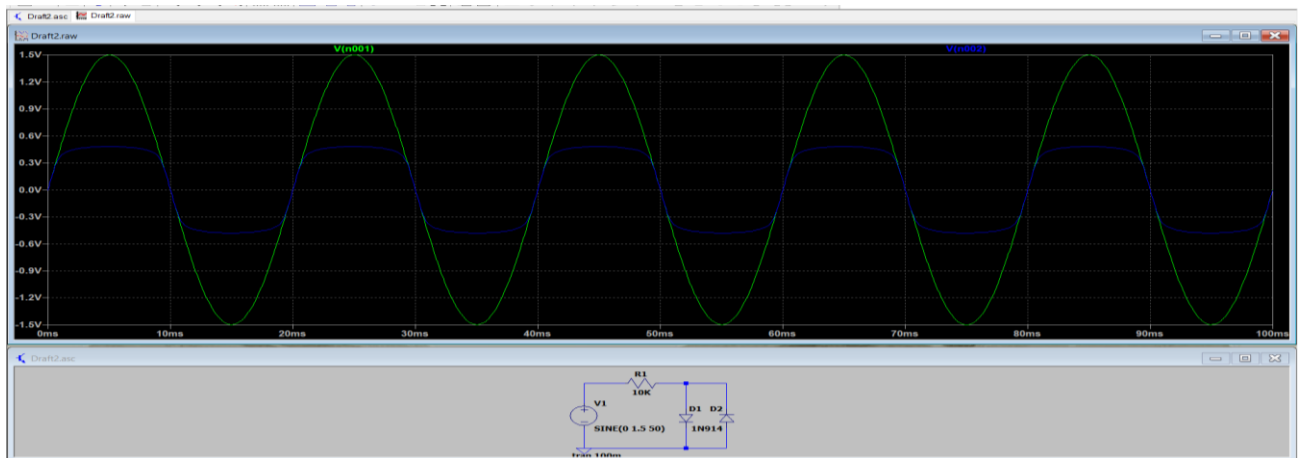 Draft2.asc Draft2.raw
Draft2.raw
V(n001) V(n002)
1.5V
1.2V
0.9V
0.6V
0.3V
0.0V
-0.3V
-0.6V
-0.9V
-1.2V
-1.5V
0ms 10ms 20ms 30ms 40ms 50ms 60ms 70ms 80ms 90ms 100ms
Draft2.asc
R1
10K
V1
D1 D2
SINE(0 1.5 50) 1N914
tran 100m